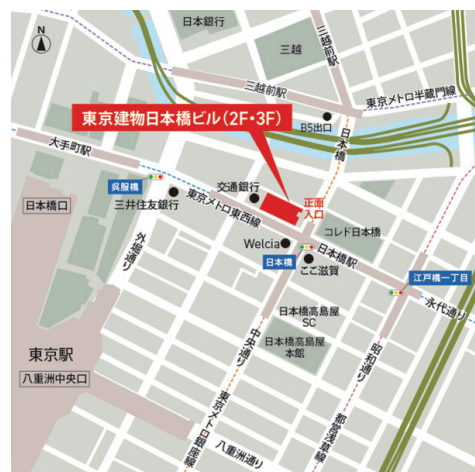 日本銀行
三越
三越前駅
N
三越前駅
東京メトロ半蔵門線
東京建物日本橋ビル(2F・3F)
B5出口
日本橋
大手町駅
呉服橋
交通銀行
正面
入口
日本橋口
三井住友銀行
東京メトロ東西線
コレド日本橋
外堀通り
Welcia
日本橋
ここ滋賀
日本橋駅
江戸橋一丁目
永代通り
日本橋高島屋
SC
日本橋高島屋
本館
東京駅
八重洲中央口
中央通り
昭和通り
東京メトロ銀座線
都営浅草線
八重洲通り